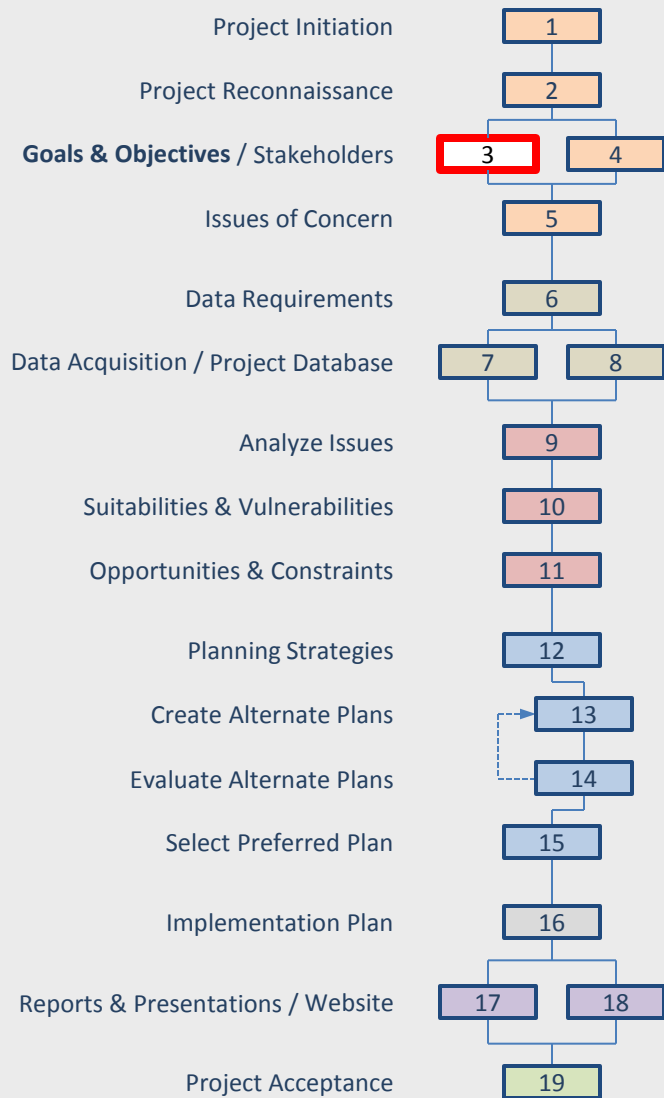 Project Initiation 1
Project Reconnaissance 2
Goals & Objectives / Stakeholders 3 4
Issues of Concern 5
Data Requirements 6
Data Acquisition / Project Database 7 8
Analyze Issues 9
Suitabilities & Vulnerabilities 10
Opportunities & Constraints 11
Planning Strategies 12
Create Alternate Plans 13
Evaluate Alternate Plans 14
Select Preferred Plan 15
Implementation Plan 16
Reports & Presentations / Website 17 18
Project Acceptance 19